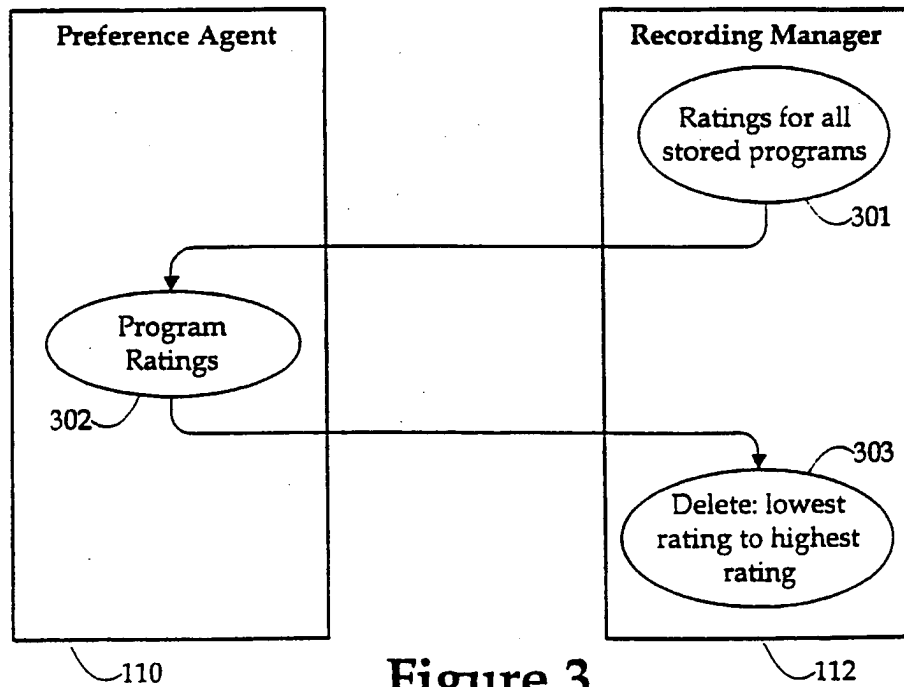 Preference Agent
Recording Manager
Ratings for all
stored programs
301
Program
Ratings
302
303
Delete: lowest
rating to highest
rating
110
Figure 3
112